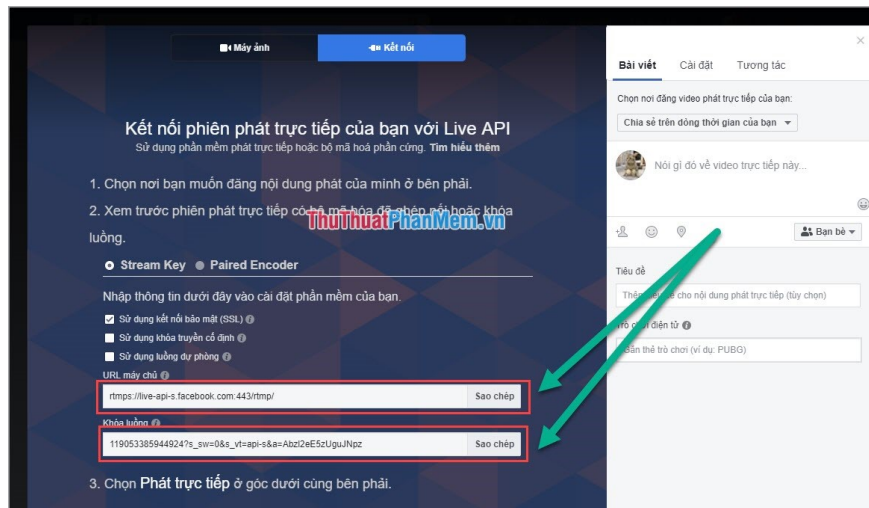 Máy ảnh
Kết nối
Kết nối phiên phát trực tiếp của bạn với Live API
Sử dụng phần mềm phát trực tiếp hoặc bộ mã hoá phần cứng. Tìm hiểu thêm
1. Chọn nơi bạn muốn đăng nội dung phát của mình ở bên phải.
2. Xem trước phiên phát trực tiếp có bộ mã hóa đã ghép nối hoặc khóa
luồng.
ThuThuatPhanMem.vn
Stream Key
Paired Encoder
Nhập thông tin dưới đây vào cài đặt phần mềm của bạn.
Sử dụng kết nối bảo mật (SSL)
Sử dụng khóa truyền cố định
Sử dụng luồng dự phòng
URL máy chủ
rtmps://live-api-s.facebook.com:443/rtmp/
Sao chép
Khóa luồng
119053385944924?s_sw=0&s_vt=api-s&a=Abzl2eE5zUguJNpz
Sao chép
3. Chọn Phát trực tiếp ở góc dưới cùng bên phải.
Bài viết
Cài đặt
Tương tác
Chọn nơi đăng video phát trực tiếp của bạn:
Chia sẻ trên dòng thời gian của bạn
Nói gì đó về video trực tiếp này...
Bạn bè
Tiêu đề
Thêm tiêu đề cho nội dung phát trực tiếp (tùy chọn)
Trò chơi điện tử
Gắn thẻ trò chơi (ví dụ: PUBG)